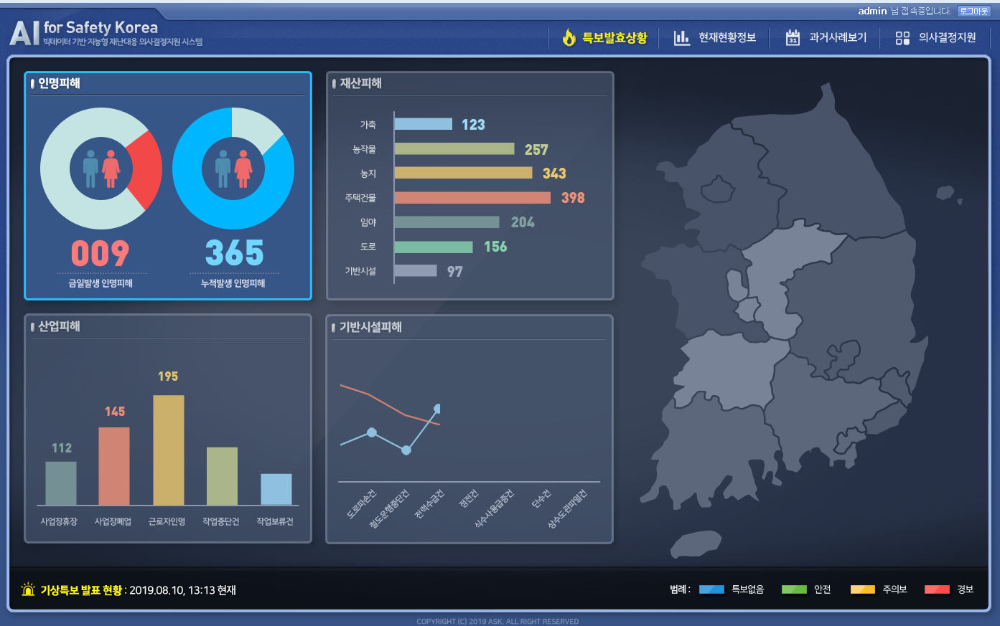 admin 님 접속중입니다. 로그아웃
AI for Safety Korea
빅데이터 기반 지능형 재난대응 의사결정지원 시스템
특보발효상황
현재현황정보
31 과거사례보기
의사결정지원
인명피해
009
365
금일발생 인명피해
누적발생 인명피해
재산피해
가축 123
농작물 257
농지 343
주택건물 398
임야 204
도로 156
기반시설 97
산업피해
112
145
195
사업장휴장
사업장폐업
근로자인명
작업중단건
작업보류건
기반시설피해
도로파손건
철도운행중단건
전력수급건
정전건
식수사용급중건
단수건
상수도관파열건
기상특보 발표 현황 : 2019.08.10, 13:13 현재
범례 : 특보없음 안전 주의보 경보
COPYRIGHT (C) 2019 ASK. ALL RIGHT RESERVED